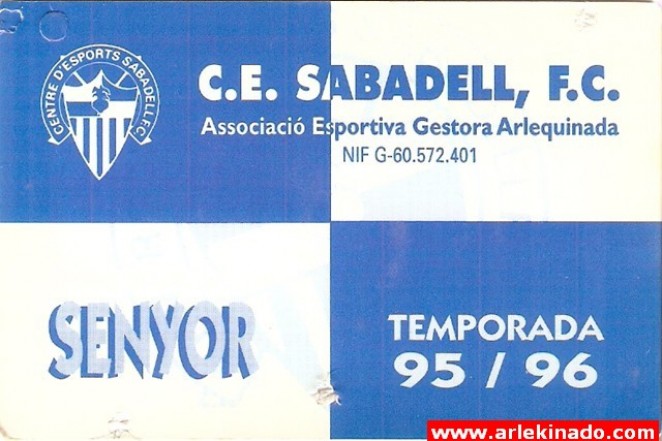 CENTRE D'ESPORTS SABADELL F.C.
C.E. SABADELL, F.C.
Associació Esportiva Gestora Arlequinada
NIF G-60.572.401
SENYOR
TEMPORADA
95 / 96
www.arlekinado.com